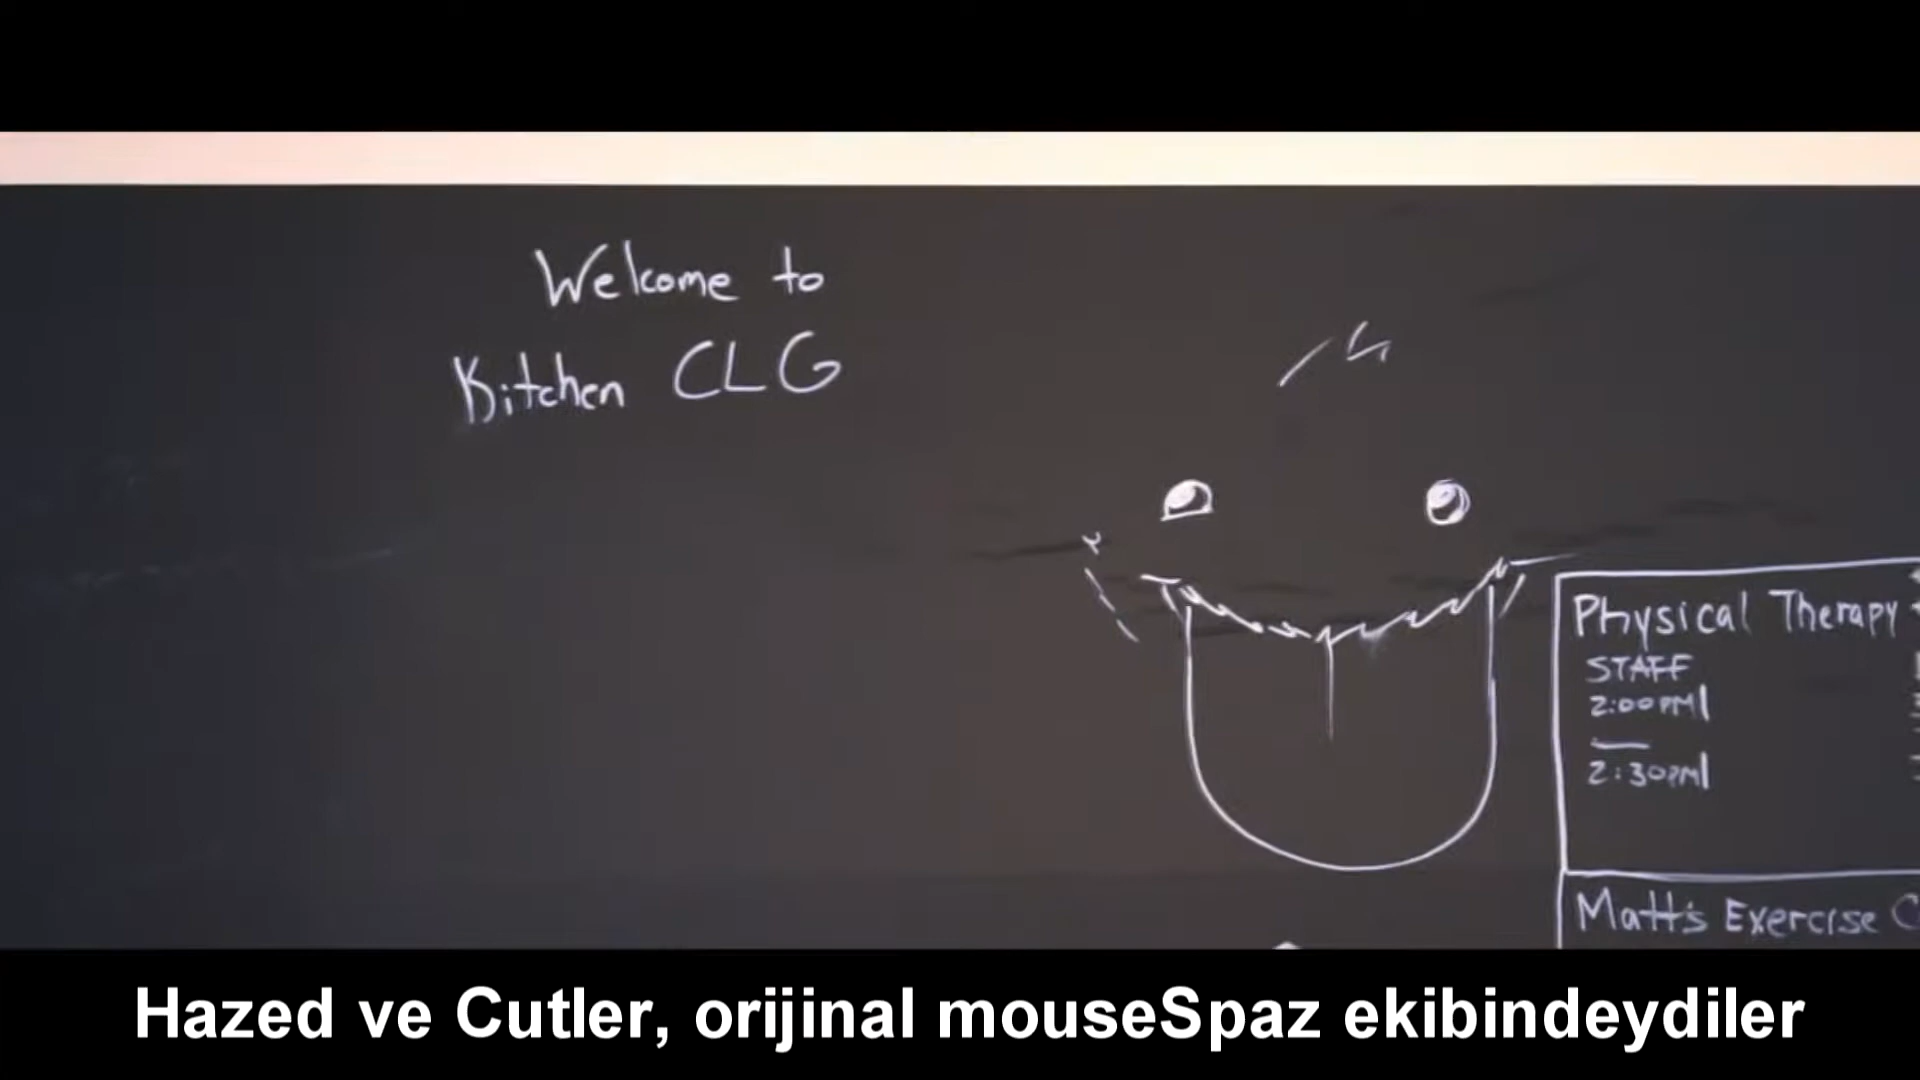 Welcome to
Kitchen CLG
Physical Therapy
STAFF
2:00PM
2:30PM
Matt's Exercise
Hazed ve Cutler, orijinal mouseSpaz ekibindeydiler